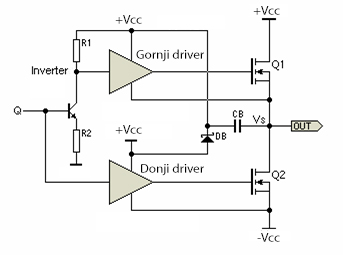 +Vcc
+Vcc
R1
Gornji driver
Inverter
Q1
CB
Vs
OUT
Q
+Vcc
DB
R2
Donji driver
Q2
-Vcc